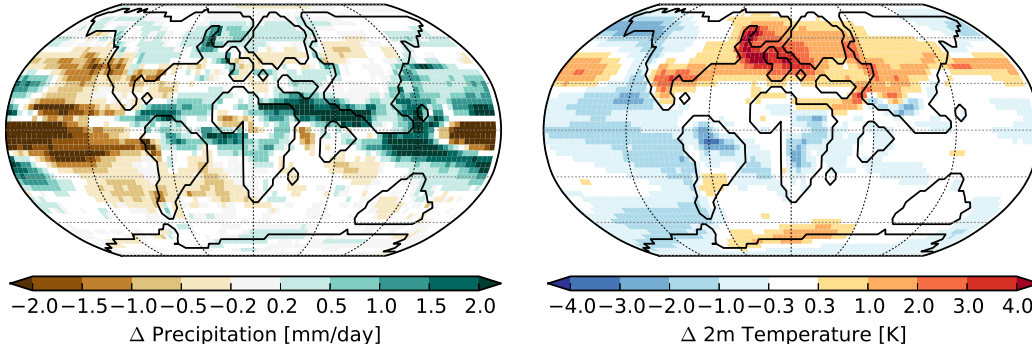 −2.0 −1.5 −1.0 −0.5 −0.2 0.2 0.5 1.0 1.5 2.0
Δ Precipitation [mm/day]
−4.0 −3.0 −2.0 −1.0 −0.3 0.3 1.0 2.0 3.0 4.0
Δ 2m Temperature [K]